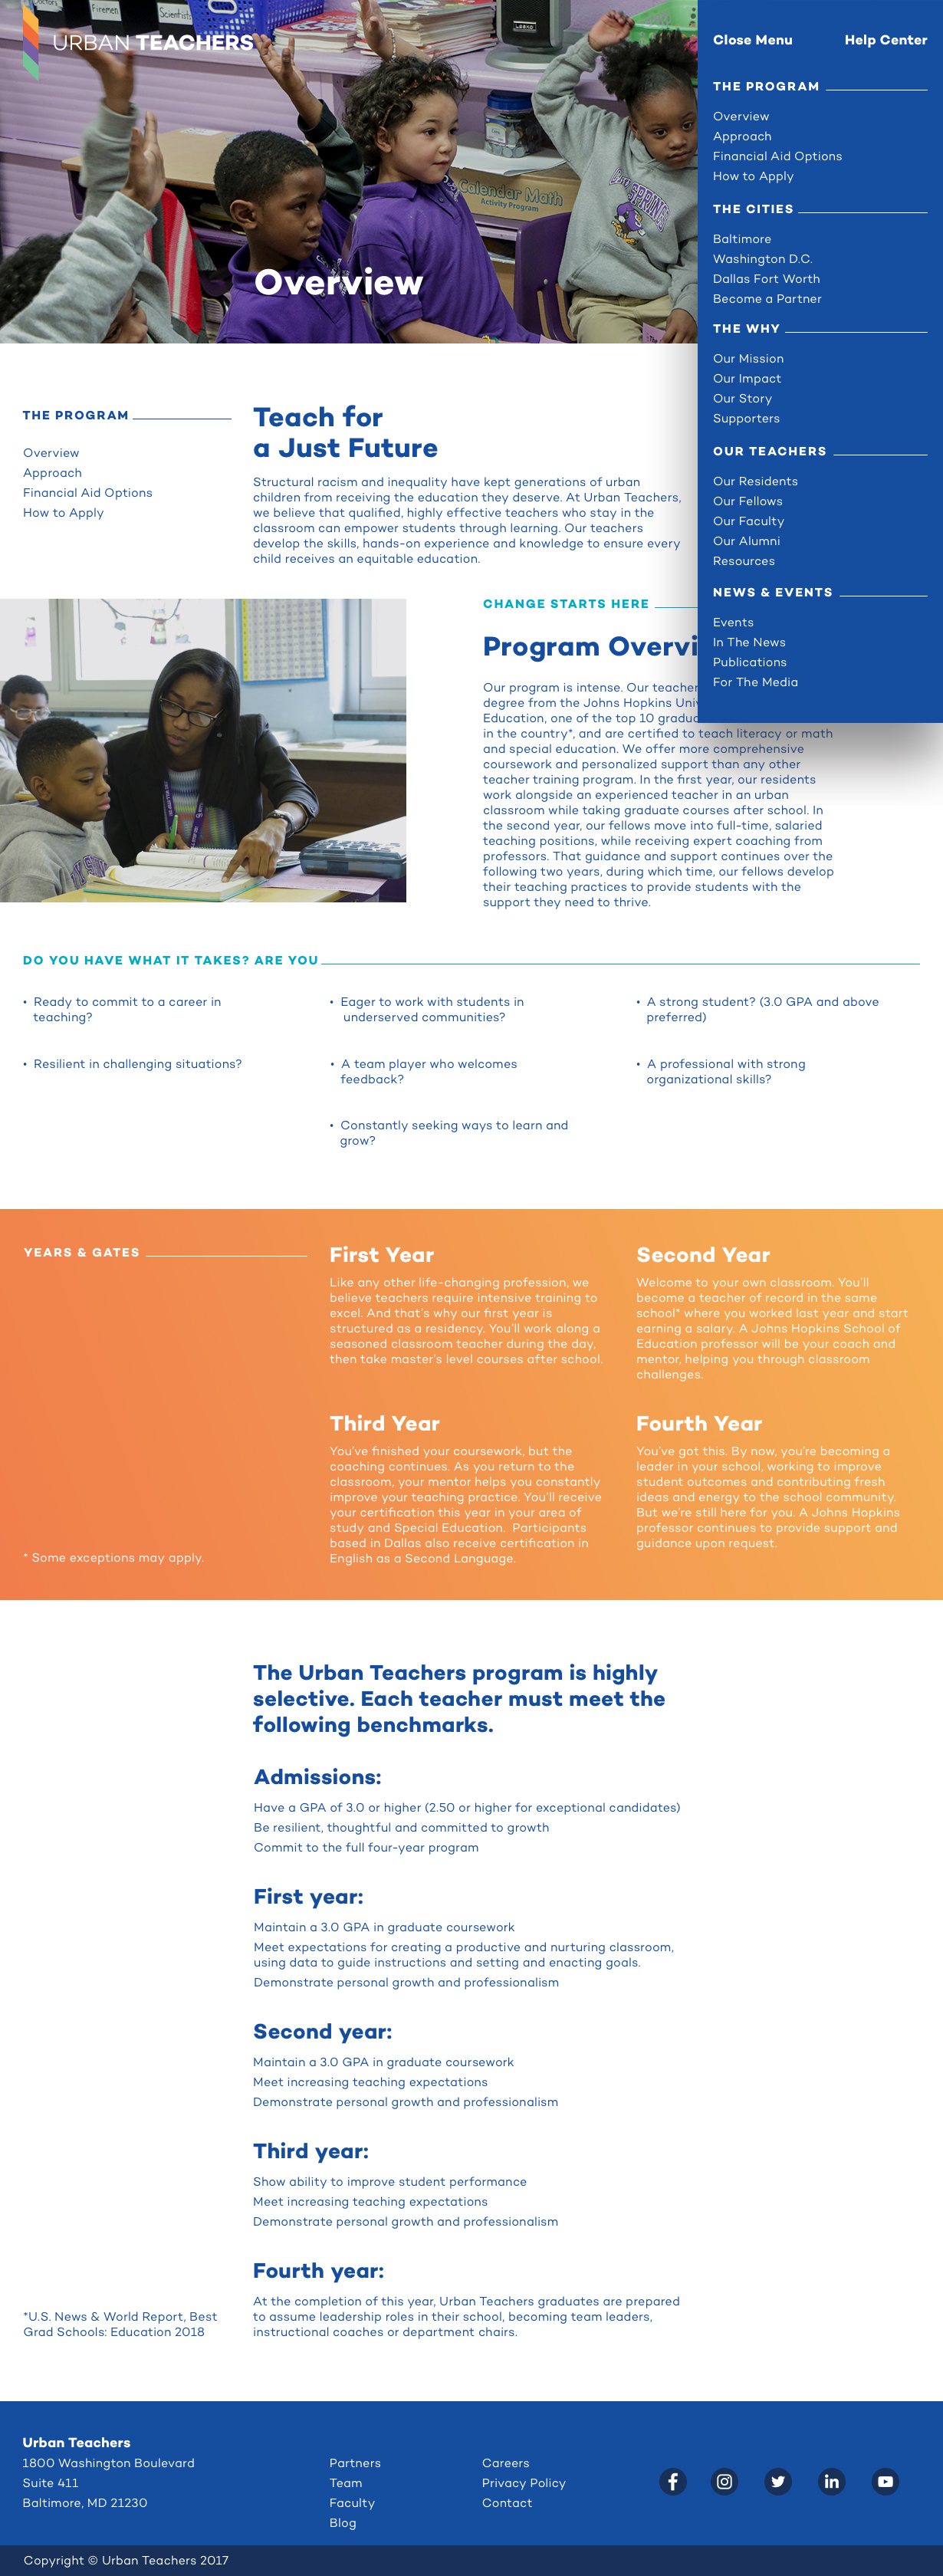 URBAN TEACHERS
Firemen
Scientists
Calendar Math
Activity Program
Overview
Close Menu
Help Center
THE PROGRAM
Overview
Approach
Financial Aid Options
How to Apply
THE CITIES
Baltimore
Washington D.C.
Dallas Fort Worth
Become a Partner
THE WHY
Our Mission
Our Impact
Our Story
Supporters
OUR TEACHERS
Our Residents
Our Fellows
Our Faculty
Our Alumni
Resources
NEWS & EVENTS
Events
In The News
Publications
For The Media
THE PROGRAM
Overview
Approach
Financial Aid Options
How to Apply
Teach for
a Just Future
Structural racism and inequality have kept generations of urban
children from receiving the education they deserve. At Urban Teachers,
we believe that qualified, highly effective teachers who stay in the
classroom can empower students through learning. Our teachers
develop the skills, hands-on experience and knowledge to ensure every
child receives an equitable education.
CHANGE STARTS HERE
Program Overvi
Our program is intense. Our teacher
degree from the Johns Hopkins Univ
Education, one of the top 10 gradu
in the country*, and are certified to teach literacy or math
and special education. We offer more comprehensive
coursework and personalized support than any other
teacher training program. In the first year, our residents
work alongside an experienced teacher in an urban
classroom while taking graduate courses after school. In
the second year, our fellows move into full-time, salaried
teaching positions, while receiving expert coaching from
professors. That guidance and support continues over the
following two years, during which time, our fellows develop
their teaching practices to provide students with the
support they need to thrive.
DO YOU HAVE WHAT IT TAKES? ARE YOU
• Ready to commit to a career in
teaching?
• Eager to work with students in
underserved communities?
• A strong student? (3.0 GPA and above
preferred)
• Resilient in challenging situations?
• A team player who welcomes
feedback?
• A professional with strong
organizational skills?
• Constantly seeking ways to learn and
grow?
YEARS & GATES
First Year
Like any other life-changing profession, we
believe teachers require intensive training to
excel. And that's why our first year is
structured as a residency. You'll work along a
seasoned classroom teacher during the day,
then take master's level courses after school.
Second Year
Welcome to your own classroom. You'll
become a teacher of record in the same
school* where you worked last year and start
earning a salary. A Johns Hopkins School of
Education professor will be your coach and
mentor, helping you through classroom
challenges.
Third Year
You've finished your coursework, but the
coaching continues. As you return to the
classroom, your mentor helps you constantly
improve your teaching practice. You'll receive
your certification this year in your area of
study and Special Education. Participants
based in Dallas also receive certification in
English as a Second Language.
Fourth Year
You've got this. By now, you're becoming a
leader in your school, working to improve
student outcomes and contributing fresh
ideas and energy to the school community.
But we're still here for you. A Johns Hopkins
professor continues to provide support and
guidance upon request.
* Some exceptions may apply.
The Urban Teachers program is highly
selective. Each teacher must meet the
following benchmarks.
Admissions:
Have a GPA of 3.0 or higher (2.50 or higher for exceptional candidates)
Be resilient, thoughtful and committed to growth
Commit to the full four-year program
First year:
Maintain a 3.0 GPA in graduate coursework
Meet expectations for creating a productive and nurturing classroom,
using data to guide instructions and setting and enacting goals.
Demonstrate personal growth and professionalism
Second year:
Maintain a 3.0 GPA in graduate coursework
Meet increasing teaching expectations
Demonstrate personal growth and professionalism
Third year:
Show ability to improve student performance
Meet increasing teaching expectations
Demonstrate personal growth and professionalism
Fourth year:
At the completion of this year, Urban Teachers graduates are prepared
to assume leadership roles in their school, becoming team leaders,
instructional coaches or department chairs.
*U.S. News & World Report, Best
Grad Schools: Education 2018
Urban Teachers
1800 Washington Boulevard
Suite 411
Baltimore, MD 21230
Partners
Team
Faculty
Blog
Careers
Privacy Policy
Contact
Copyright © Urban Teachers 2017